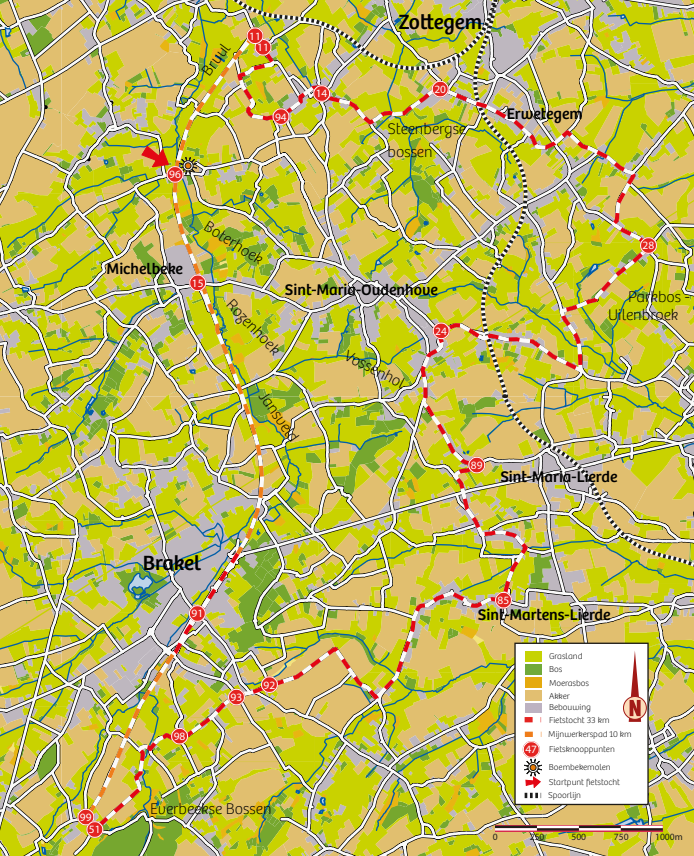 Zottegem
11
11
Bruul
14
20
94
Erwetegem
Steenbergse
bossen
96
Boterhoek
28
Michelbeke
15
Sint-Maria-Oudenhove
Parkbos -
Uilenbroek
Rozenhoek
24
Vossenhol
Jansveld
89
Sint-Maria-Lierde
Brakel
85
91
Sint-Martens-Lierde
92
93
98
99
51
Everbeekse Bossen
Grasland
Bos
Moerasbos
Akker
Bebouwing
Fietstocht 33 km
Mijnwerkerspad 10 km
47 Fietsknooppunten
Boembekemolen
Startpunt fietstocht
Spoorlijn
N
0 250 500 750 1000m